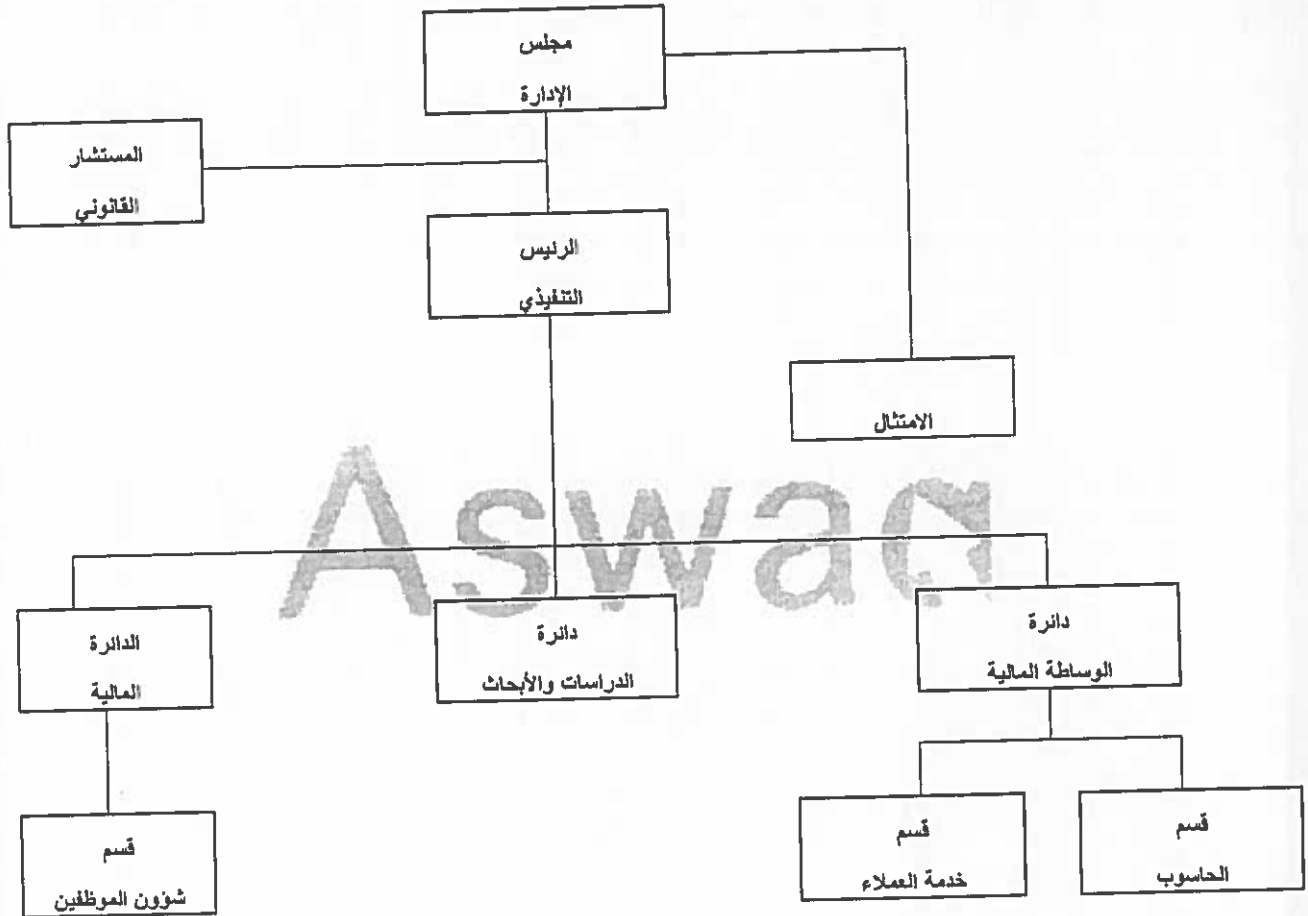 مجلس
الإدارة
المستشار
القانوني
الرئيس
التنفيذي
الامتثال
Aswaq
دائرة
الوساطة المالية
دائرة
الدراسات والأبحاث
الدائرة
المالية
قسم
الحاسوب
قسم
خدمة العملاء
قسم
شؤون الموظفين